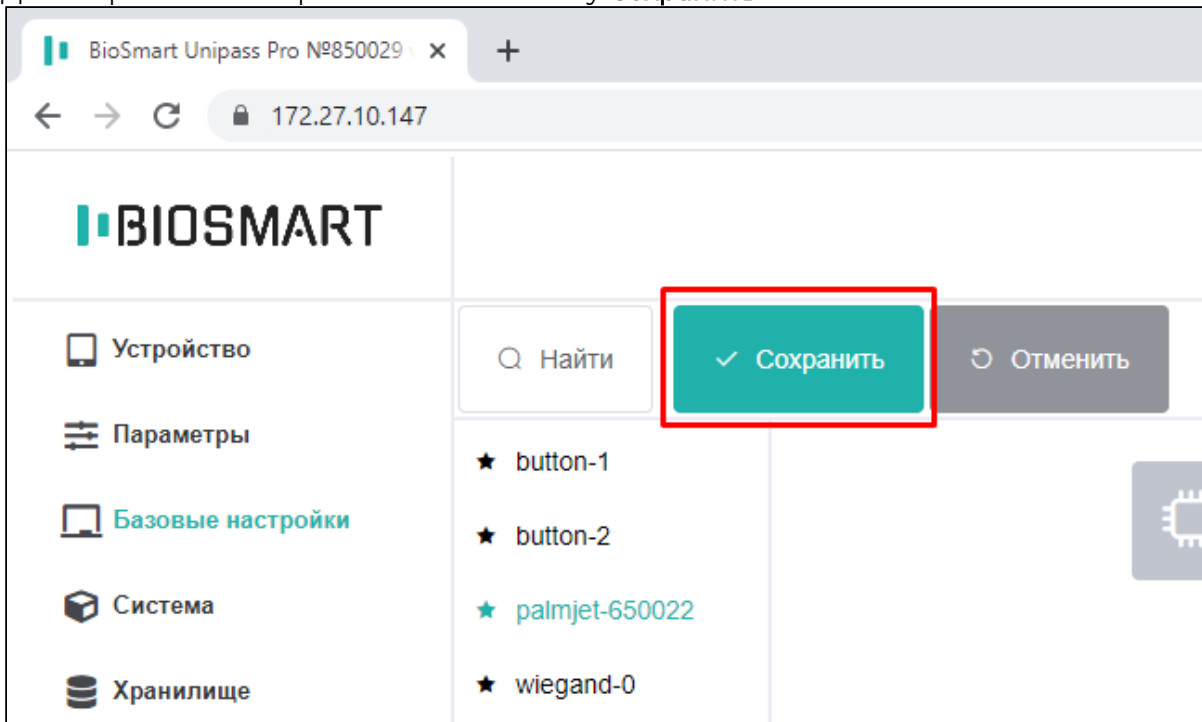 BioSmart Unipass Pro №850029
172.27.10.147
BIOSMART
Устройство
Найти
Сохранить
Отменить
Параметры
button-1
Базовые настройки
button-2
Система
palmjet-650022
Хранилище
wiegand-0